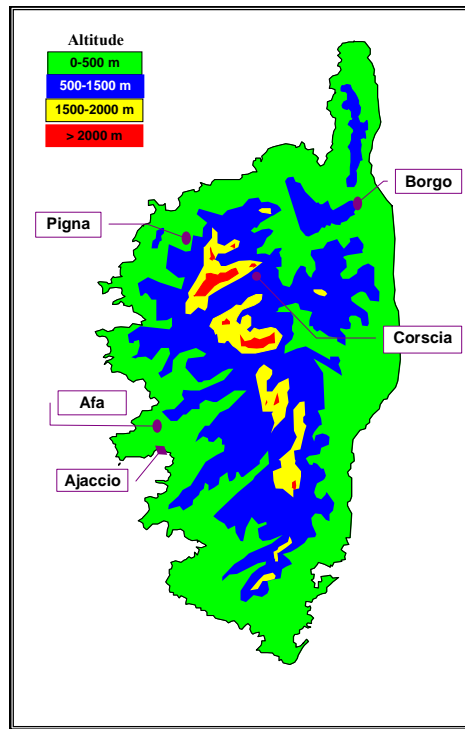 Altitude
0-500 m
500-1500 m
1500-2000 m
> 2000 m
Borgo
Pigna
Corscia
Afa
Ajaccio